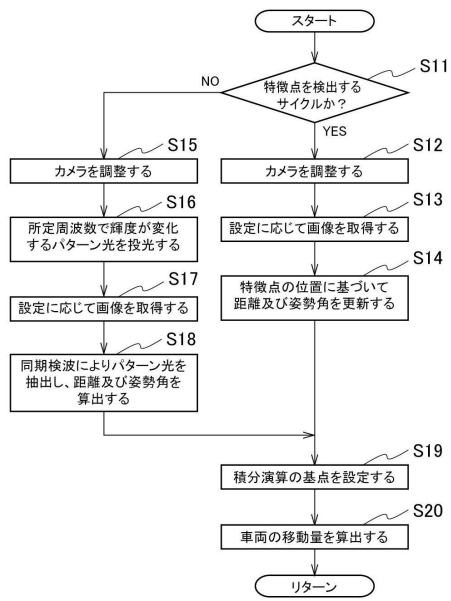 スタート
S11
特徴点を検出する
サイクルか？
NO
YES
S15
カメラを調整する
S16
所定周波数で輝度が変化
するパターン光を投光する
S17
設定に応じて画像を取得する
S18
同期検波によりパターン光を
抽出し、距離及び姿勢角を
算出する
S12
カメラを調整する
S13
設定に応じて画像を取得する
S14
特徴点の位置に基づいて
距離及び姿勢角を更新する
S19
積分演算の基点を設定する
S20
車両の移動量を算出する
リターン